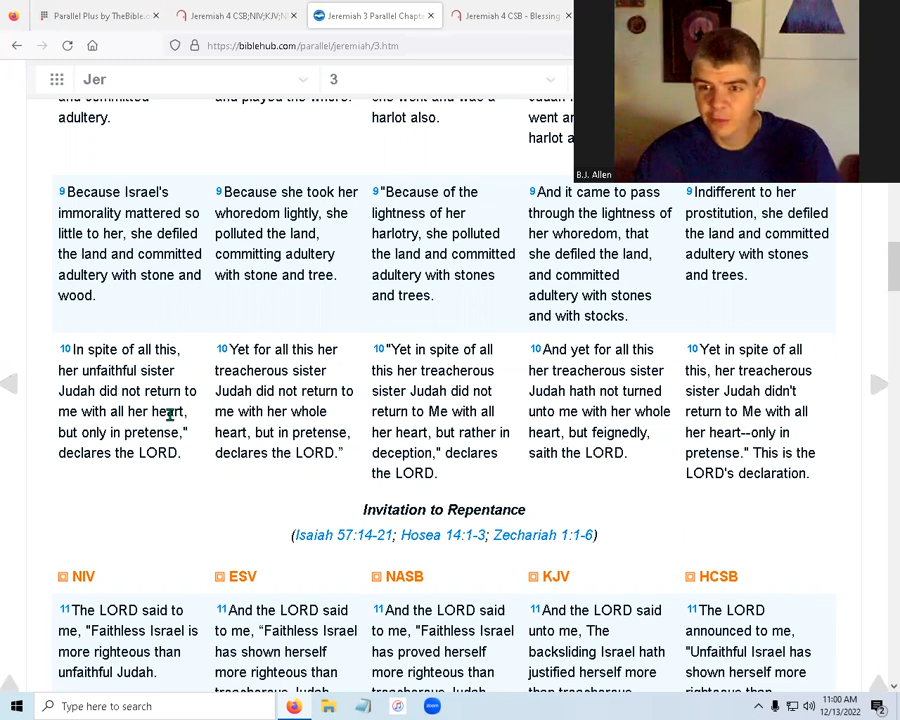 Parallel Plus by TheBible.o
Jeremiah 4 CSB;NIV;KJV;N
Jeremiah 3 Parallel Chapte
Jeremiah 4 CSB - Blessing
https://biblehub.com/parallel/jeremiah/3.htm
Jer
3
B.J. Allen
adultery.
she went and was a
harlot also.
went an
harlot a
9 Because Israel's
immorality mattered so
little to her, she defiled
the land and committed
adultery with stone and
wood.
9 Because she took her
whoredom lightly, she
polluted the land,
committing adultery
with stone and tree.
9 "Because of the
lightness of her
harlotry, she polluted
the land and committed
adultery with stones
and trees.
9 And it came to pass
through the lightness of
her whoredom, that
she defiled the land,
and committed
adultery with stones
and with stocks.
9 Indifferent to her
prostitution, she defiled
the land and committed
adultery with stones
and trees.
10 In spite of all this,
her unfaithful sister
Judah did not return to
me with all her heart,
but only in pretense,"
declares the LORD.
10 Yet for all this her
treacherous sister
Judah did not return to
me with her whole
heart, but in pretense,
declares the LORD.”
10 "Yet in spite of all
this her treacherous
sister Judah did not
return to Me with all
her heart, but rather in
deception," declares
the LORD.
10 And yet for all this
her treacherous sister
Judah hath not turned
unto me with her whole
heart, but feignedly,
saith the LORD.
10 Yet in spite of all
this, her treacherous
sister Judah didn't
return to Me with all
her heart--only in
pretense." This is the
LORD's declaration.
Invitation to Repentance
(Isaiah 57:14-21; Hosea 14:1-3; Zechariah 1:1-6)
NIV
ESV
NASB
KJV
HCSB
11 The LORD said to
me, "Faithless Israel is
more righteous than
unfaithful Judah.
11 And the LORD said
to me, “Faithless Israel
has shown herself
more righteous than
treacherous Judah
11 And the LORD said
to me, "Faithless Israel
has proved herself
more righteous than
treacherous Judah
11 And the LORD said
unto me, The
backsliding Israel hath
justified herself more
than treacherous
11 The LORD
announced to me,
"Unfaithful Israel has
shown herself more
righteous than
Type here to search
11:00 AM
12/13/2022
2